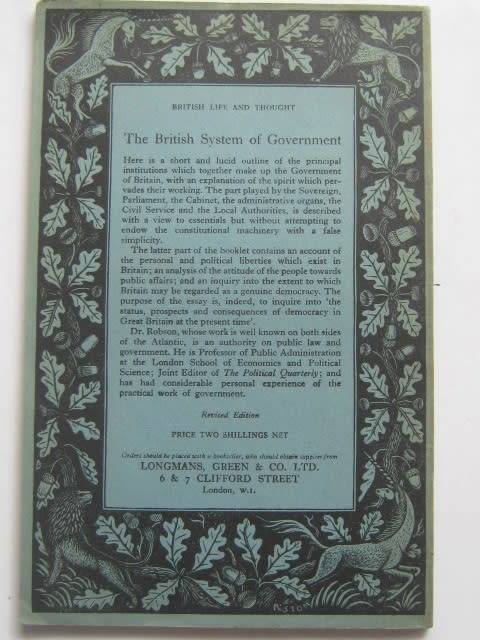 BRITISH LIFE AND THOUGHT
The British System of Government
Here is a short and lucid outline of the principal
institutions which together make up the Government
of Britain, with an explanation of the spirit which per-
vades their working. The part played by the Sovereign,
Parliament, the Cabinet, the administrative organs, the
Civil Service and the Local Authorities, is described
with a view to essentials but without attempting to
endow the constitutional machinery with a false
simplicity.
The latter part of the booklet contains an account of
the personal and political liberties which exist in
Britain; an analysis of the attitude of the people towards
public affairs; and an inquiry into the extent to which
Britain may be regarded as a genuine democracy. The
purpose of the essay is, indeed, to inquire into 'the
status, prospects and consequences of democracy in
Great Britain at the present time'.
Dr. Robson, whose work is well known on both sides
of the Atlantic, is an authority on public law and
government. He is Professor of Public Administration
at the London School of Economics and Political
Science; Joint Editor of The Political Quarterly; and
has had considerable personal experience of the
practical work of government.
Revised Edition
PRICE TWO SHILLINGS NET
Orders should be placed with a bookseller, who should obtain supplies from
LONGMANS, GREEN & CO. LTD.
6 & 7 CLIFFORD STREET
London, W.1.